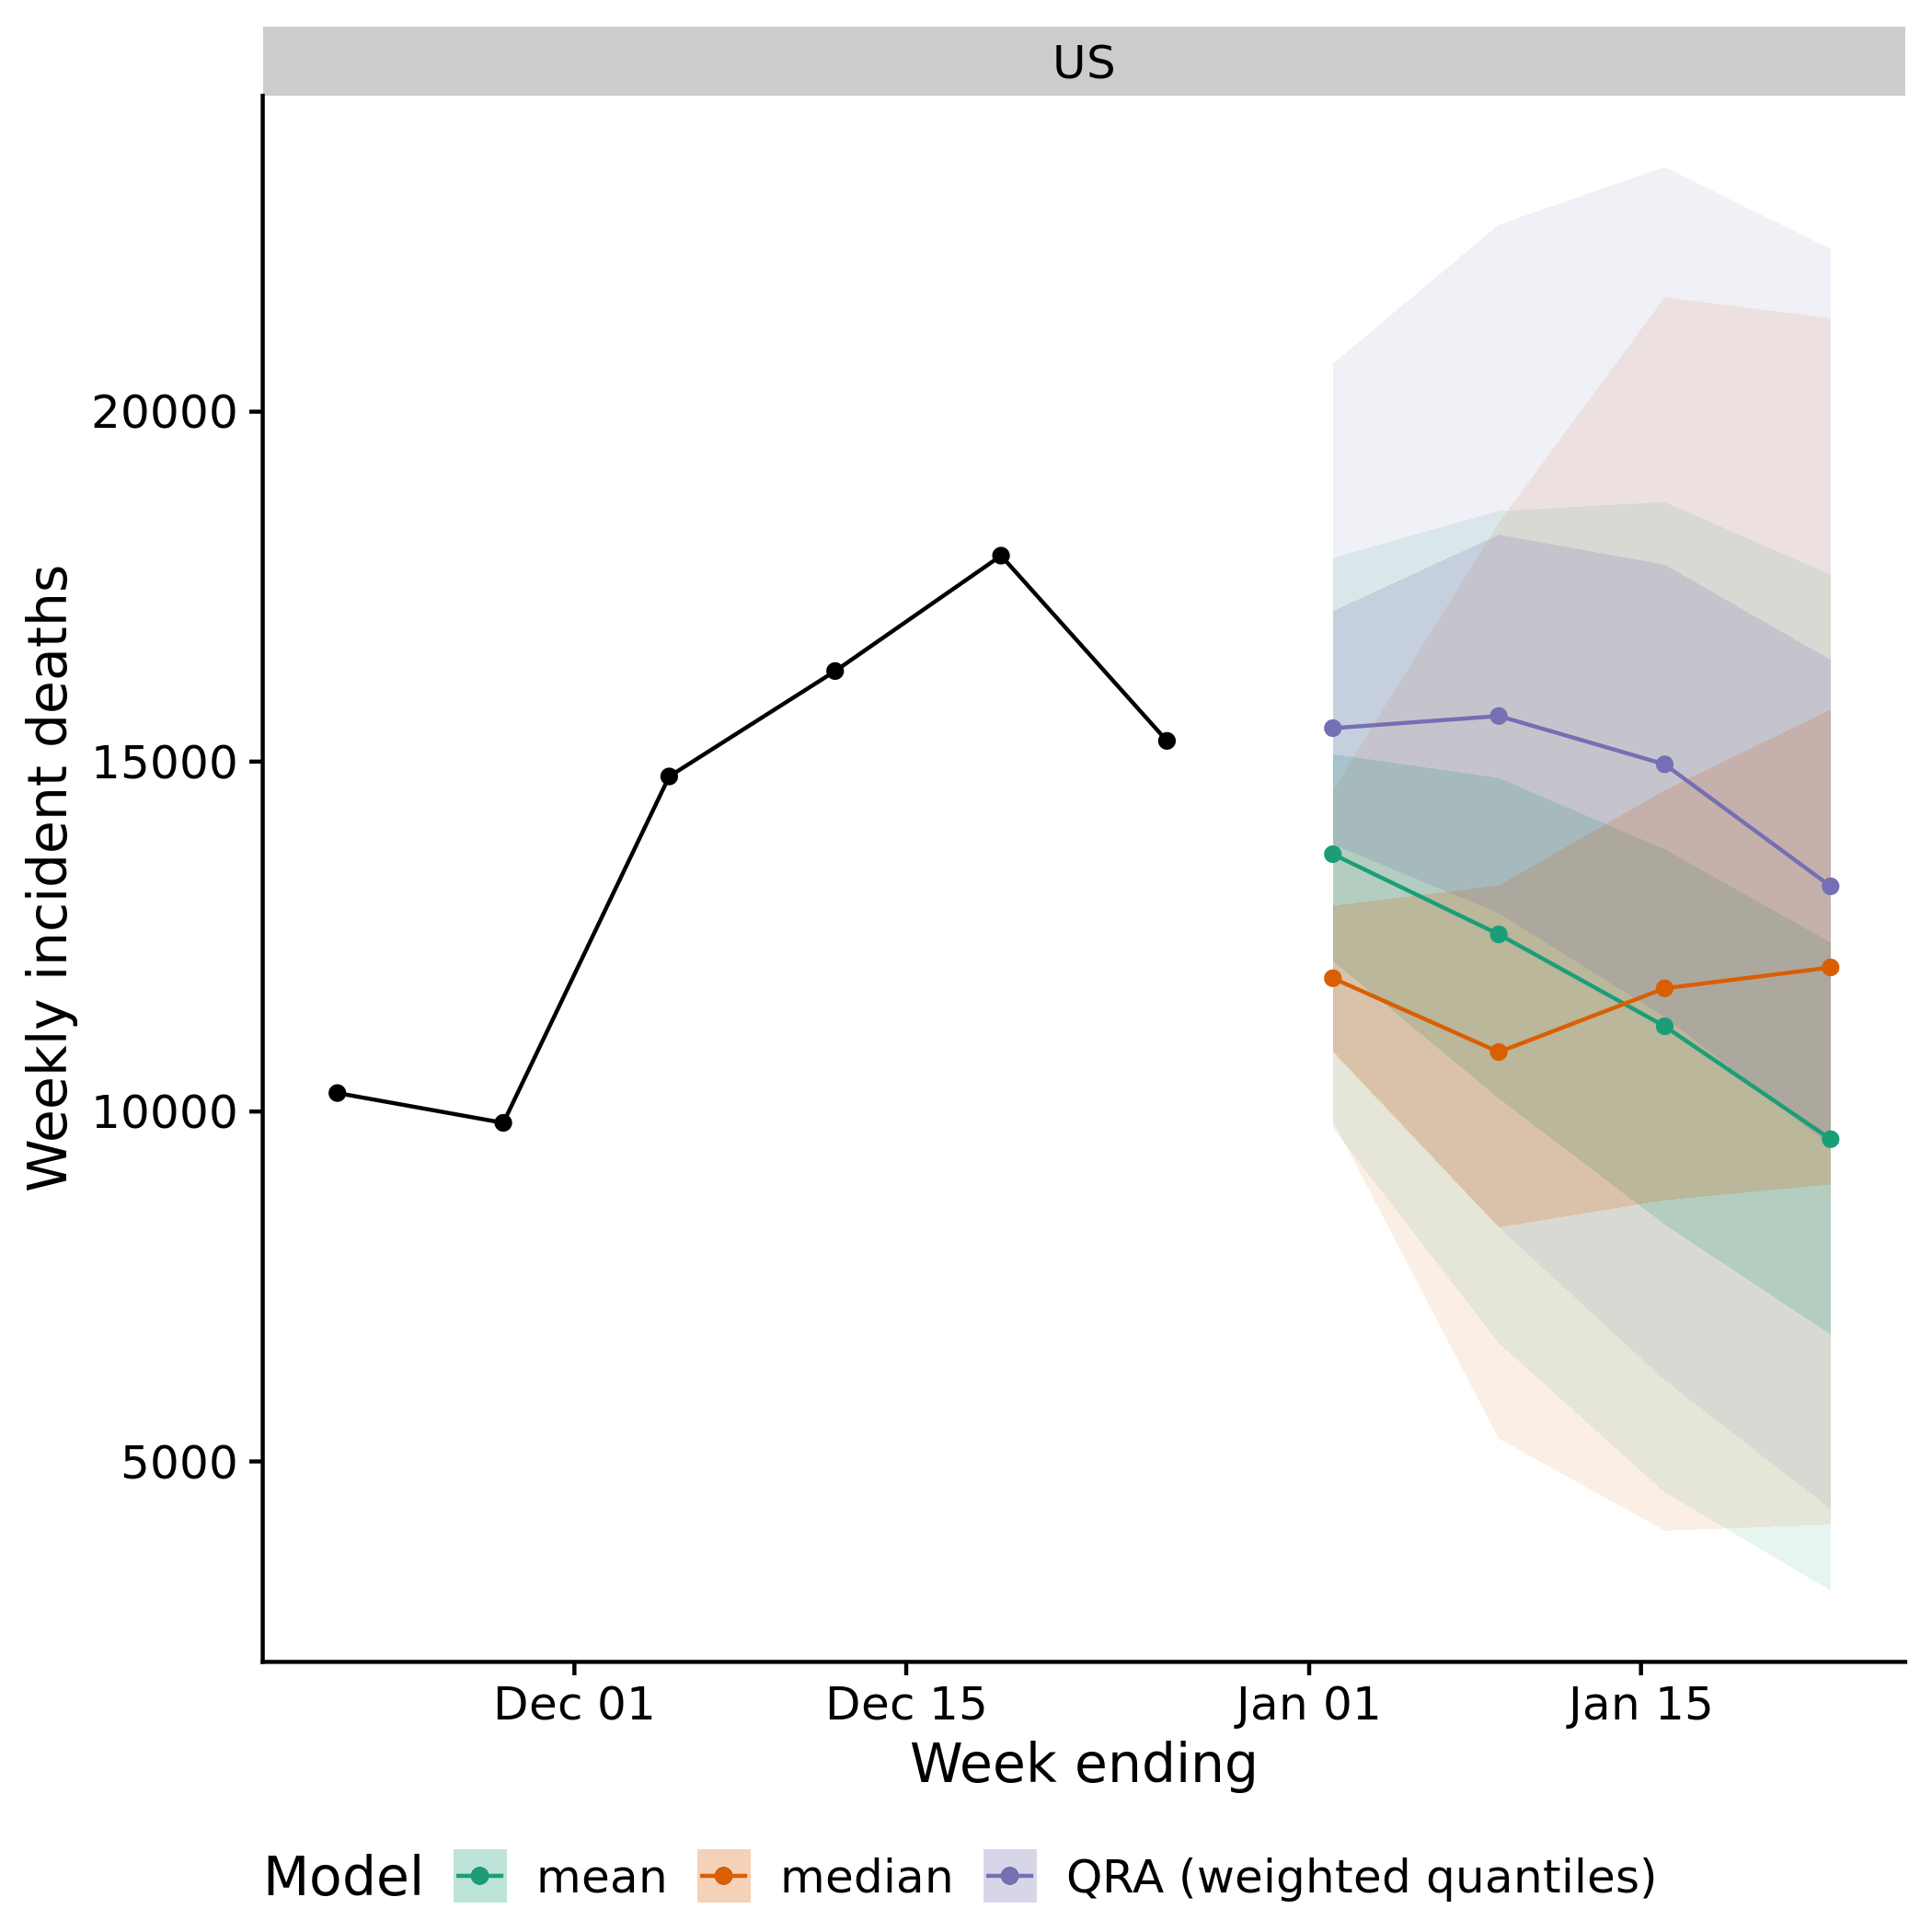 US
Weekly incident deaths
20000
15000
10000
5000
Dec 01 Dec 15 Jan 01 Jan 15
Week ending
Model mean median QRA (weighted quantiles)